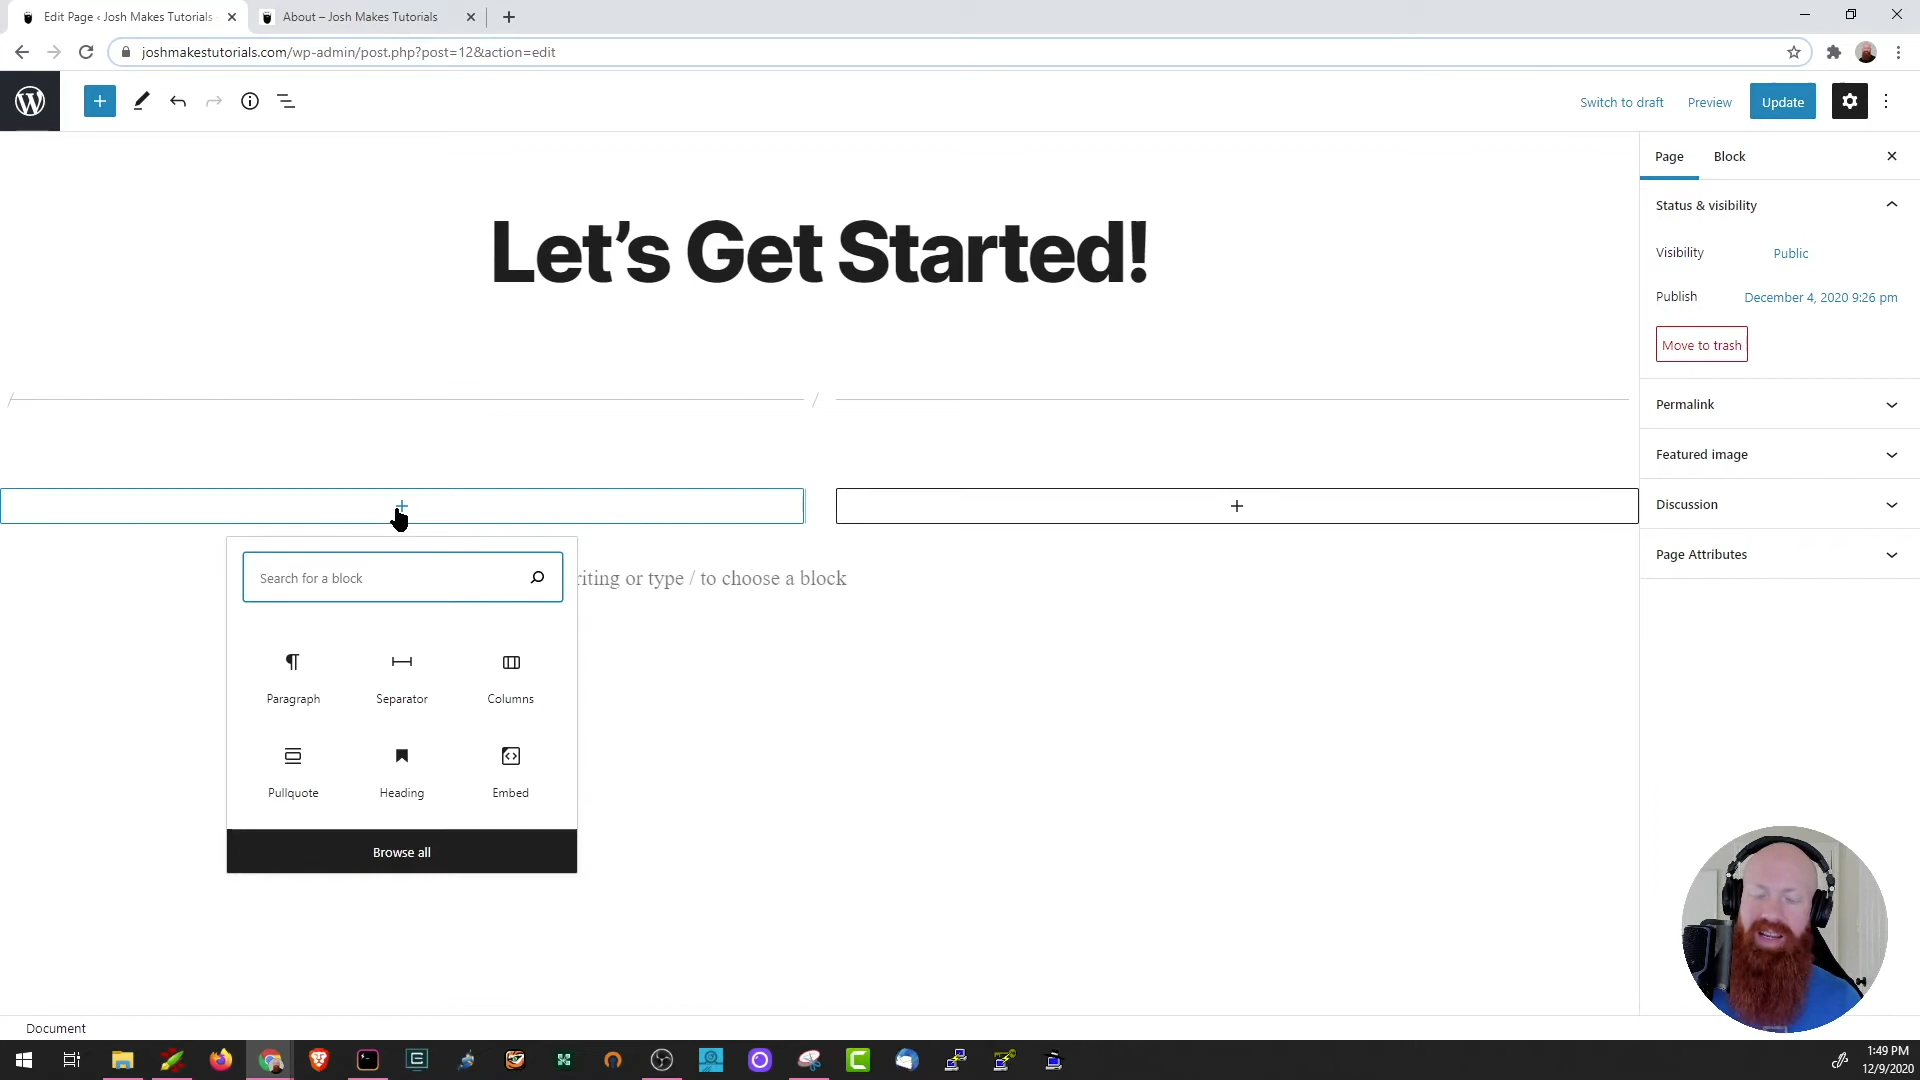 Edit Page ‹ Josh Makes Tutorials
About – Josh Makes Tutorials
joshmakestutorials.com/wp-admin/post.php?post=12&action=edit
Switch to draft
Preview
Update
Page
Block
Let's Get Started!
Status & visibility
Visibility
Public
Publish
December 4, 2020 9:26 pm
Move to trash
Permalink
Featured image
Discussion
Page Attributes
Search for a block
riting or type / to choose a block
Paragraph
Separator
Columns
Pullquote
Heading
Embed
Browse all
Document
1:49 PM
12/9/2020